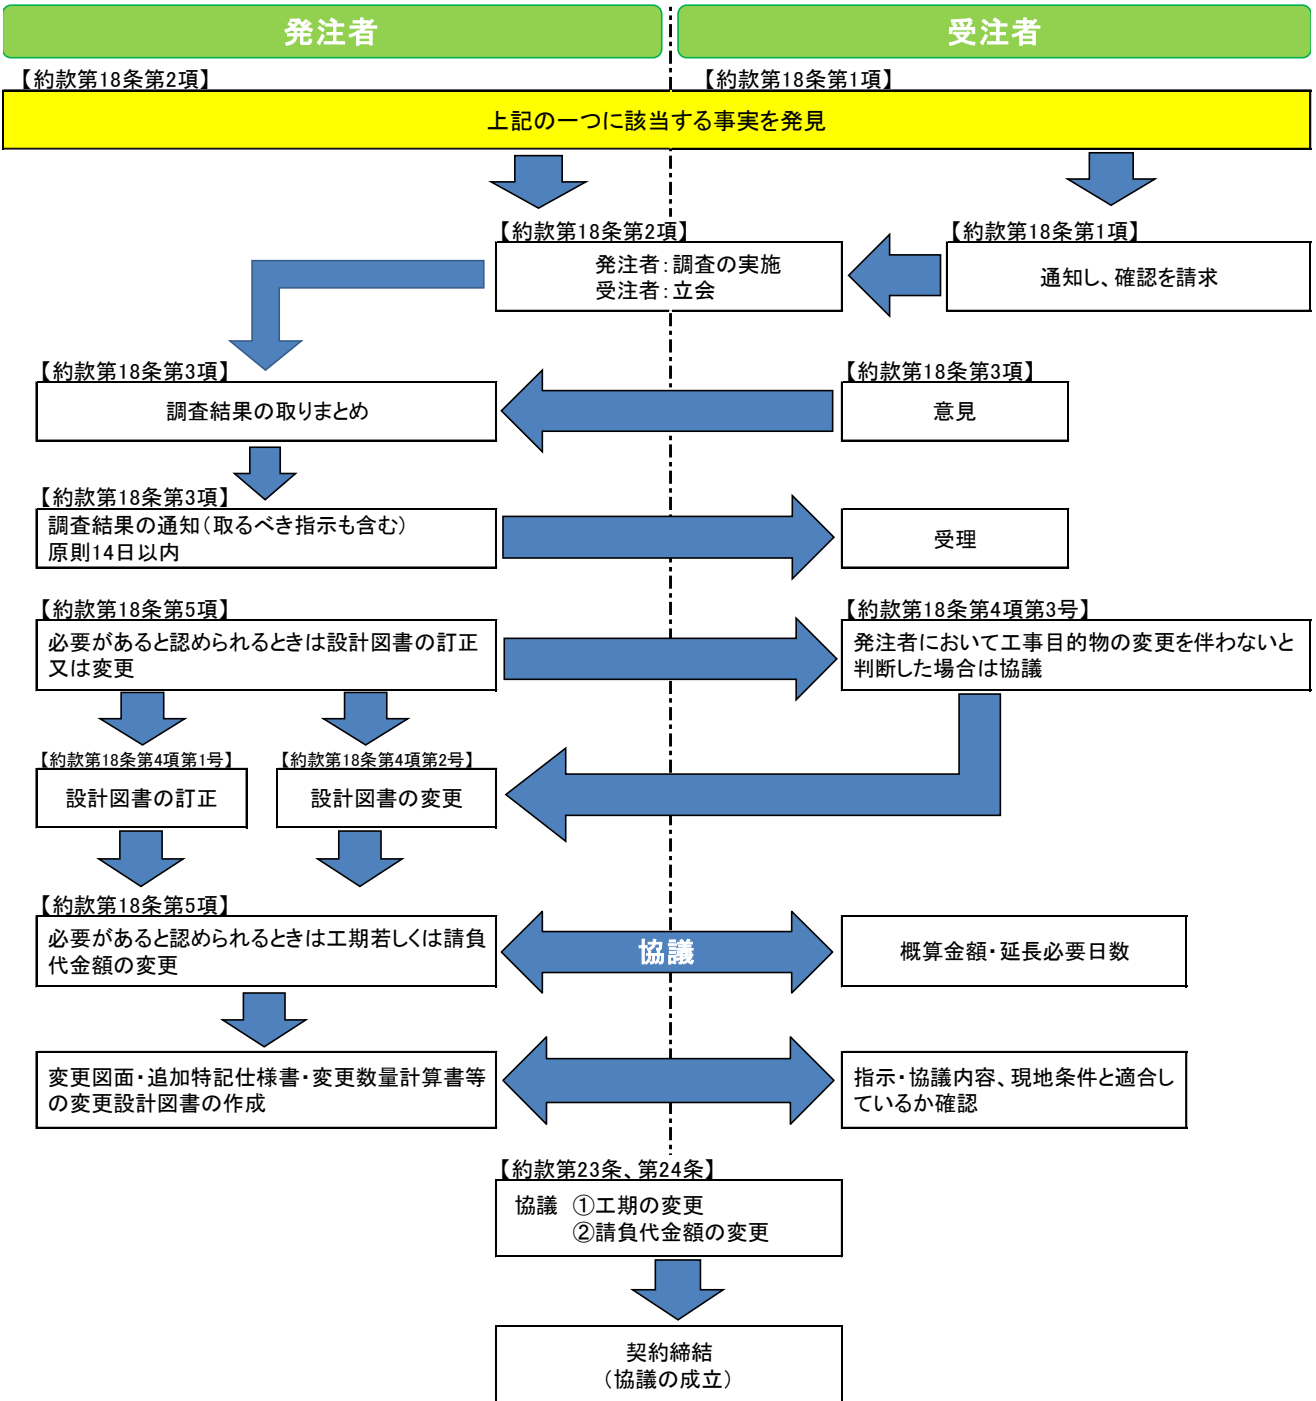 発注者
受注者
【約款第18条第2項】
【約款第18条第1項】
上記の一つに該当する事実を発見
【約款第18条第2項】
発注者：調査の実施
受注者：立会
【約款第18条第1項】
通知し、確認を請求
【約款第18条第3項】
調査結果の取りまとめ
【約款第18条第3項】
意見
【約款第18条第3項】
調査結果の通知（取るべき指示も含む）
原則14日以内
受理
【約款第18条第5項】
必要があると認められるときは設計図書の訂正
又は変更
【約款第18条第4項第3号】
発注者において工事目的物の変更を伴わないと
判断した場合は協議
【約款第18条第4項第1号】
設計図書の訂正
【約款第18条第4項第2号】
設計図書の変更
【約款第18条第5項】
必要があると認められるときは工期若しくは請負
代金額の変更
協議
概算金額・延長必要日数
変更図面・追加特記仕様書・変更数量計算書等
の変更設計図書の作成
指示・協議内容、現地条件と適合し
ているか確認
【約款第23条、第24条】
協議　①工期の変更
②請負代金額の変更
契約締結
（協議の成立）